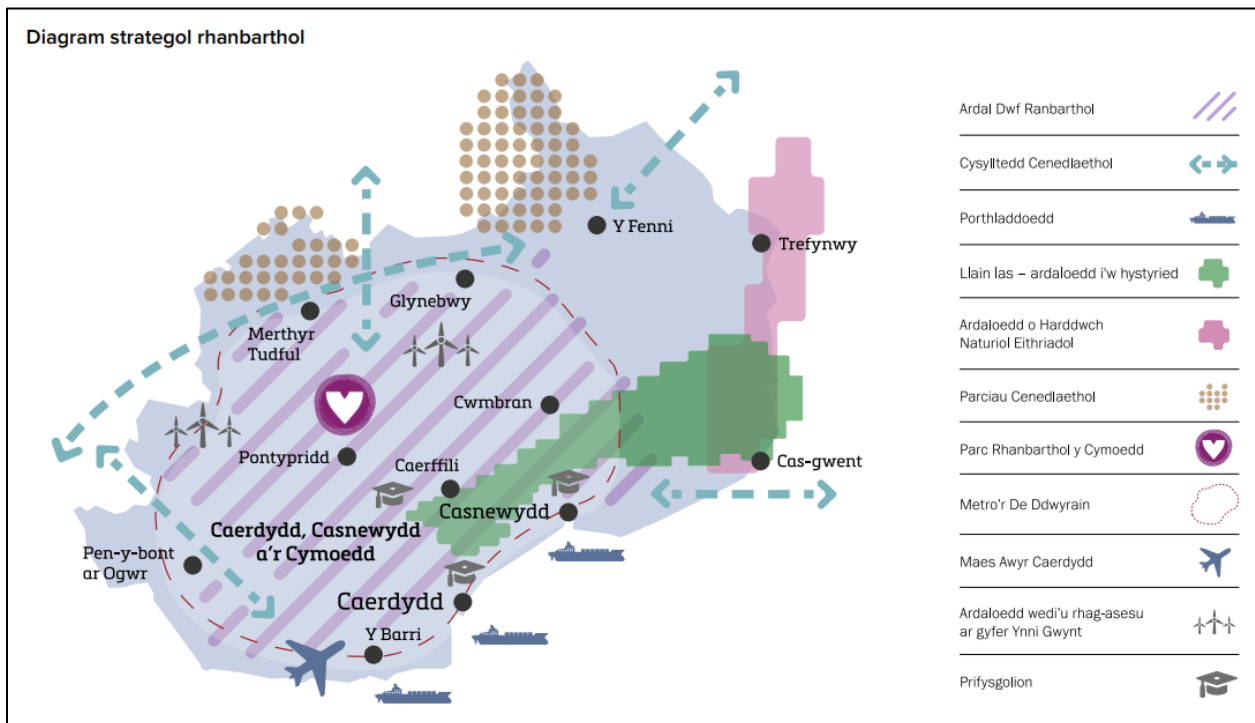 Diagram strategol rhanbarthol
Y Fenni
Trefynwy
Glynebwy
Merthyr
Tudful
Cwmbran
Pontypridd
Caerffili
Cas-gwent
Casnewydd
Caerdydd, Casnewydd
a'r Cymoedd
Pen-y-bont
ar Ogwr
Caerdydd
Y Barri
Ardal Dwf Ranbarthol
Cysylltedd Cenedlaethol
Porthladdoedd
Llain las – ardaloedd i'w hystyried
Ardaloedd o Harddwch
Naturiol Eithriadol
Parciau Cenedlaethol
Parc Rhanbarthol y Cymoedd
Metro'r De Ddwyrain
Maes Awyr Caerdydd
Ardaloedd wedi'u rhag-asesu
ar gyfer Ynni Gwynt
Prifysgolion